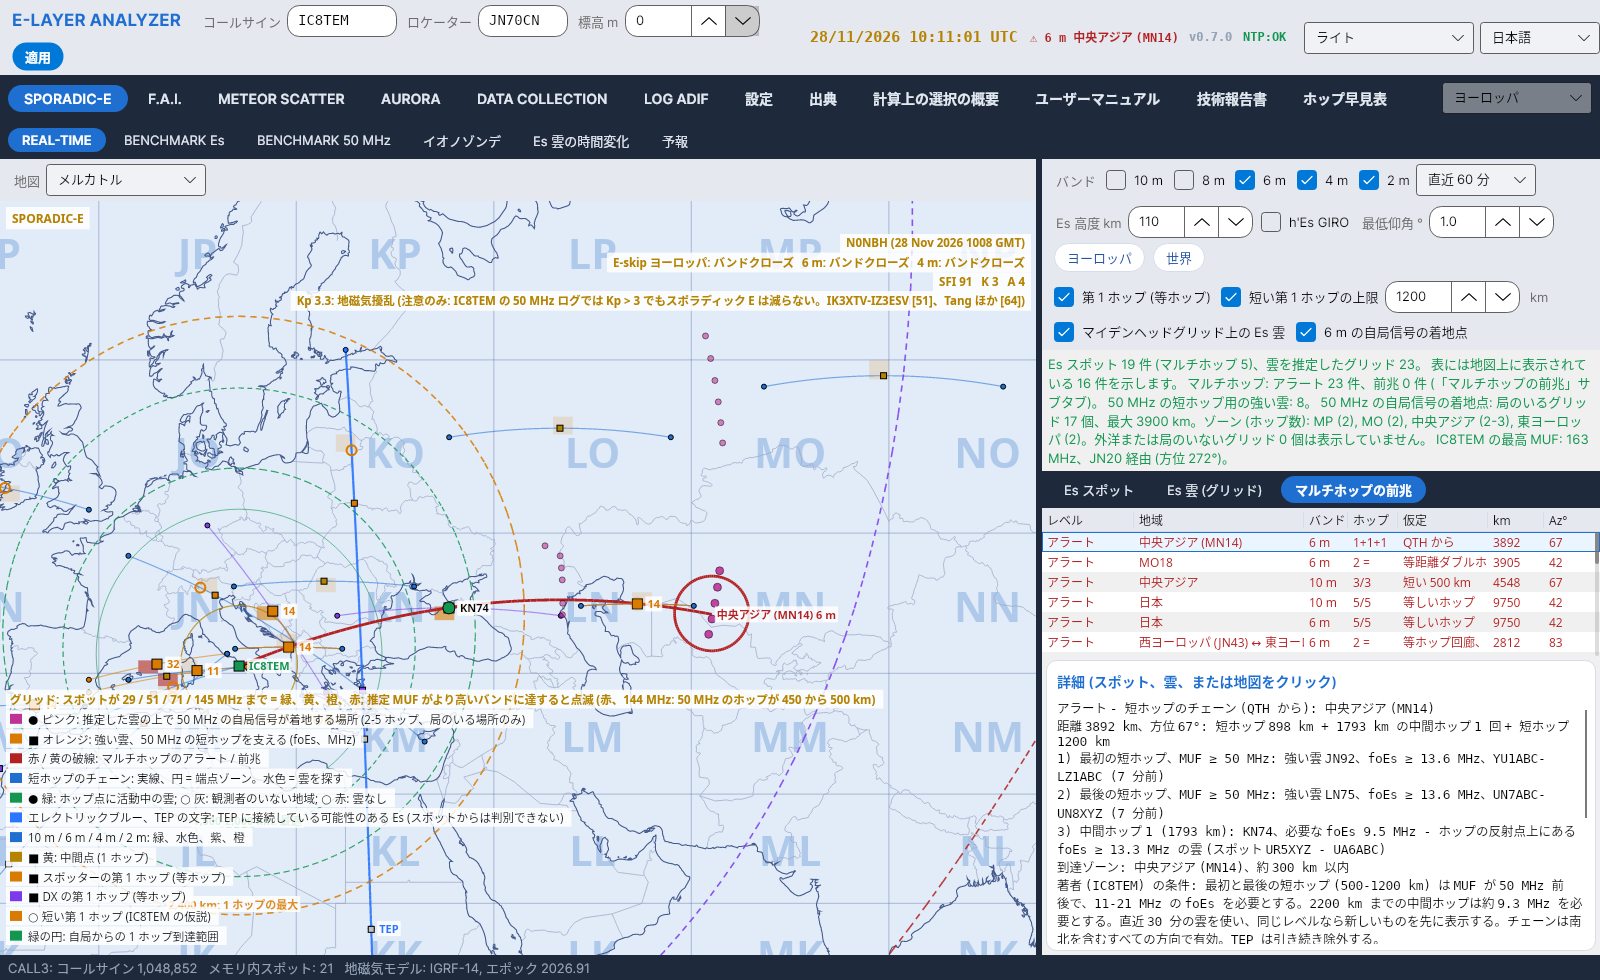 E-LAYER ANALYZER
コールサイン IC8TEM ロケーター JN70CN 標高 m 0
28/11/2026 10:11:01 UTC ⚠ 6 m 中央アジア (MN14) v0.7.0 NTP:OK ライト 日本語
適用
SPORADIC-E F.A.I. METEOR SCATTER AURORA DATA COLLECTION LOG ADIF 設定 出典 計算上の選択の概要 ユーザーマニュアル 技術報告書 ホップ早見表 ヨーロッパ
REAL-TIME BENCHMARK Es BENCHMARK 50 MHz イオノゾンデ Es 雲の時間変化 予報
地図 メルカトル
SPORADIC-E
P JP KP LP MP
N0NBH (28 Nov 2026 1008 GMT)
E-skip ヨーロッパ: バンドクローズ 6 m: バンドクローズ 4 m: バンドクローズ
SFI 91 K 3 A 4
Kp 3.3: 地磁気擾乱 (注意のみ: IC8TEM の 50 MHz ログでは Kp > 3 でもスポラディック E は減らない。IK3XTV-IZ3ESV [51]、Tang ほか [64])
O JO KO LO MO NO
N JN KN LN MN NN
14 KN74 14
中央アジア (MN14) 6 m
14
32 11 IC8TEM
グリッド: スポットが 29 / 51 / 71 / 145 MHz まで = 緑、黄、橙、赤; 推定 MUF がより高いバンドに達すると点滅 (赤、144 MHz: 50 MHz のホップが 450 から 500 km)
● ピンク: 推定した雲の上で 50 MHz の自局信号が着地する場所 (2-5 ホップ、局のいる場所のみ)
■ オレンジ: 強い雲、50 MHz の短ホップを支える (foEs、MHz)
KM LM MM NM
赤 / 黄の破線: マルチホップのアラート / 前兆
短ホップのチェーン: 実線、円 = 端点ゾーン。水色 = 雲を探す
● 緑: ホップ点に活動中の雲; ○ 灰: 観測者のいない地域; ○ 赤: 雲なし
エレクトリックブルー、TEP の文字: TEP に接続している可能性のある Es (スポットからは判別できない)
10 m / 6 m / 4 m / 2 m: 緑、水色、紫、橙
■ 黄: 中間点 (1 ホップ)
JL KL LL ML NL
■ スポッターの第 1 ホップ (等ホップ)
■ DX の第 1 ホップ (等ホップ)
km: 1 ホップの最大
○ 短い第 1 ホップ (IC8TEM の仮説)
緑の円: 自局からの 1 ホップ到達範囲
TEP
KK LK MK NK
バンド 10 m 8 m 6 m 4 m 2 m 直近 60 分
Es 高度 km 110 h'Es GIRO 最低仰角 ° 1.0
ヨーロッパ 世界
第 1 ホップ (等ホップ) 短い第 1 ホップの上限 1200 km
マイデンヘッドグリッド上の Es 雲 6 m の自局信号の着地点
Es スポット 19 件 (マルチホップ 5)、雲を推定したグリッド 23。 表には地図上に表示されて
いる 16 件を示します。 マルチホップ: アラート 23 件、前兆 0 件 (「マルチホップの前兆」サ
ブタブ)。 50 MHz の短ホップ用の強い雲: 8。 50 MHz の自局信号の着地点: 局のいるグリッ
ド 17 個、最大 3900 km。ゾーン (ホップ数): MP (2), MO (2), 中央アジア (2-3), 東ヨーロッ
パ (2)。外洋または局のいないグリッド 0 個は表示していません。 IC8TEM の最高 MUF: 163
MHz、JN20 経由 (方位 272°)。
Es スポット Es 雲 (グリッド) マルチホップの前兆
レベル 地域 バンド ホップ 仮定 km Az°
アラート 中央アジア (MN14) 6 m 1+1+1 QTH から 3892 67
アラート MO18 6 m 2 = 等距離ダブルホ 3905 42
アラート 中央アジア 10 m 3/3 短い 500 km 4548 67
アラート 日本 10 m 5/5 等しいホップ 9750 42
アラート 日本 6 m 5/5 等しいホップ 9750 42
アラート 西ヨーロッパ (JN43) ↔ 東ヨーロ 6 m 2 = 等ホップ回廊、 2812 83
詳細 (スポット、雲、または地図をクリック)
アラート - 短ホップのチェーン (QTH から): 中央アジア (MN14)
距離 3892 km、方位 67°: 短ホップ 898 km + 1793 km の中間ホップ 1 回 + 短ホップ
1200 km
1) 最初の短ホップ、MUF ≥ 50 MHz: 強い雲 JN92、foEs ≥ 13.6 MHz、YU1ABC-
LZ1ABC (7 分前)
2) 最後の短ホップ、MUF ≥ 50 MHz: 強い雲 LN75、foEs ≥ 13.6 MHz、UN7ABC-
UN8XYZ (7 分前)
3) 中間ホップ 1 (1793 km): KN74、必要な foEs 9.5 MHz - ホップの反射点上にある
foEs ≥ 13.3 MHz の雲 (スポット UR5XYZ - UA6ABC)
到達ゾーン: 中央アジア (MN14)、約 300 km 以内
著者 (IC8TEM) の条件: 最初と最後の短ホップ (500-1200 km) は MUF が 50 MHz 前
後で、11-21 MHz の foEs を必要とする。2200 km までの中間ホップは約 9.3 MHz を必
要とする。直近 30 分の雲を使い、同じレベルなら新しいものを先に表示する。チェーンは南
北を含むすべての方向で有効。TEP は引き続き除外する。
CALL3: コールサイン 1,048,852 メモリ内スポット: 21 地磁気モデル: IGRF-14, エポック 2026.91